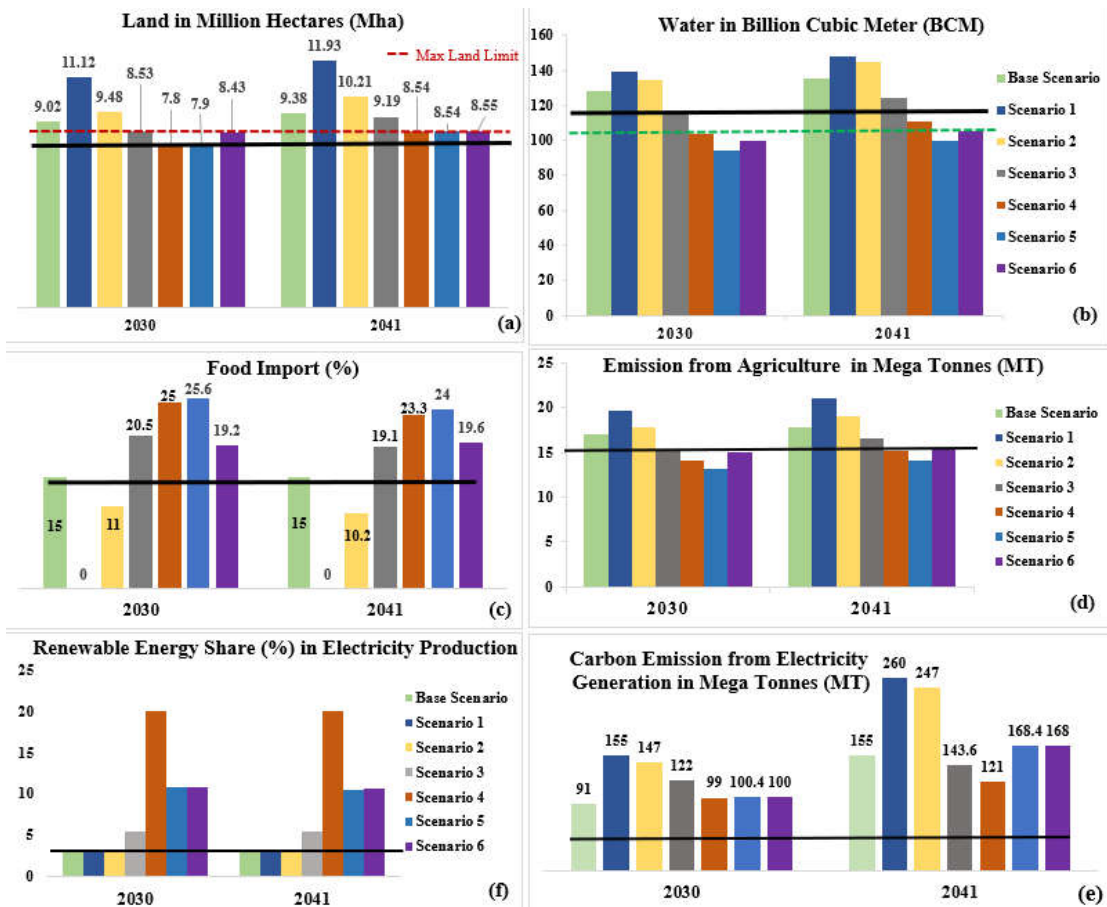 Land in Million Hectares (Mha)
Max Land Limit
9.02
11.12
9.48
8.53
7.8
7.9
8.43
9.38
11.93
10.21
9.19
8.54
8.54
8.55
2030
2041
(a)
Water in Billion Cubic Meter (BCM)
160
140
120
100
80
60
40
20
0
2030
2041
Base Scenario
Scenario 1
Scenario 2
Scenario 3
Scenario 4
Scenario 5
Scenario 6
(b)
Food Import (%)
15
0
11
20.5
25
25.6
19.2
15
0
10.2
19.1
23.3
24
19.6
2030
2041
(c)
Emission from Agriculture in Mega Tonnes (MT)
25
20
15
10
5
0
2030
2041
Base Scenario
Scenario 1
Scenario 2
Scenario 3
Scenario 4
Scenario 5
Scenario 6
(d)
Renewable Energy Share (%) in Electricity Production
25
20
15
10
5
0
2030
2041
Base Scenario
Scenario 1
Scenario 2
Scenario 3
Scenario 4
Scenario 5
Scenario 6
(f)
Carbon Emission from Electricity
Generation in Mega Tonnes (MT)
91
155
147
122
99
100.4
100
155
260
247
143.6
121
168.4
168
2030
2041
(e)